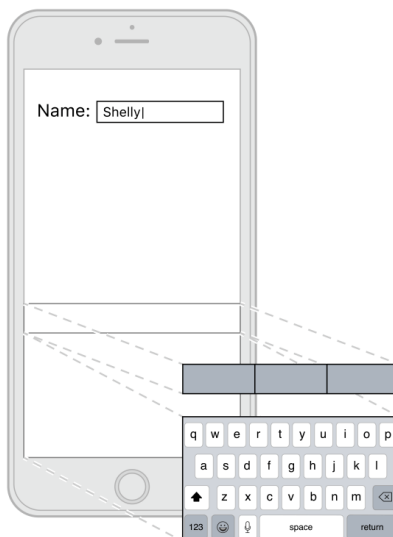 Name: Shelly
q w e r t y u i o p
a s d f g h j k l
z x c v b n m
123 space return